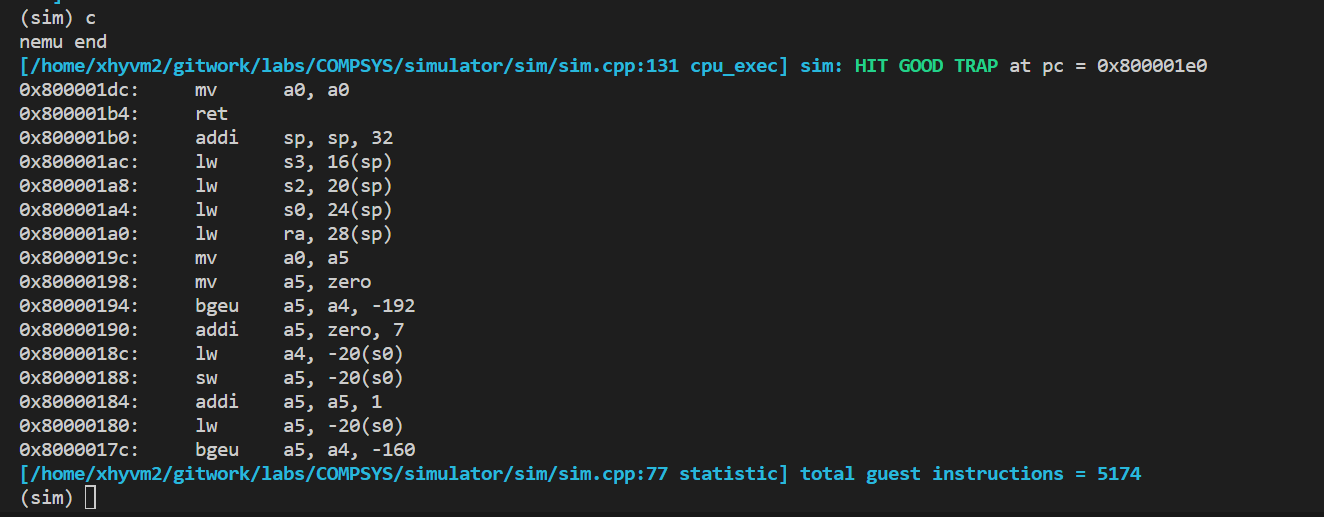 (sim) c
nemu end
[/home/xhyvm2/gitwork/labs/COMPSYS/simulator/sim/sim.cpp:131 cpu_exec] sim: HIT GOOD TRAP at pc = 0x800001e0
0x800001dc: mv a0, a0
0x800001b4: ret
0x800001b0: addi sp, sp, 32
0x800001ac: lw s3, 16(sp)
0x800001a8: lw s2, 20(sp)
0x800001a4: lw s0, 24(sp)
0x800001a0: lw ra, 28(sp)
0x8000019c: mv a0, a5
0x80000198: mv a5, zero
0x80000194: bgeu a5, a4, -192
0x80000190: addi a5, zero, 7
0x8000018c: lw a4, -20(s0)
0x80000188: sw a5, -20(s0)
0x80000184: addi a5, a5, 1
0x80000180: lw a5, -20(s0)
0x8000017c: bgeu a5, a4, -160
[/home/xhyvm2/gitwork/labs/COMPSYS/simulator/sim/sim.cpp:77 statistic] total guest instructions = 5174
(sim)